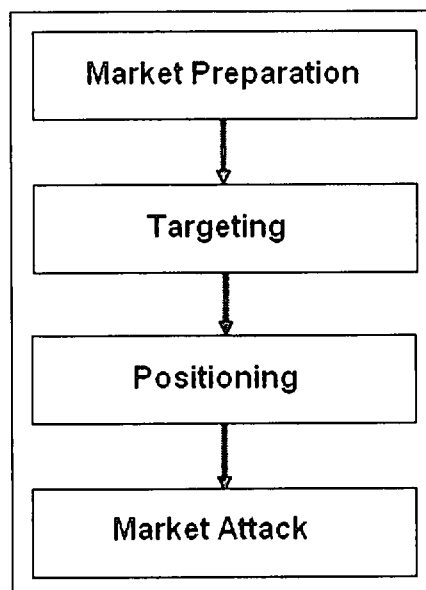 Market Preparation
Targeting
Positioning
Market Attack